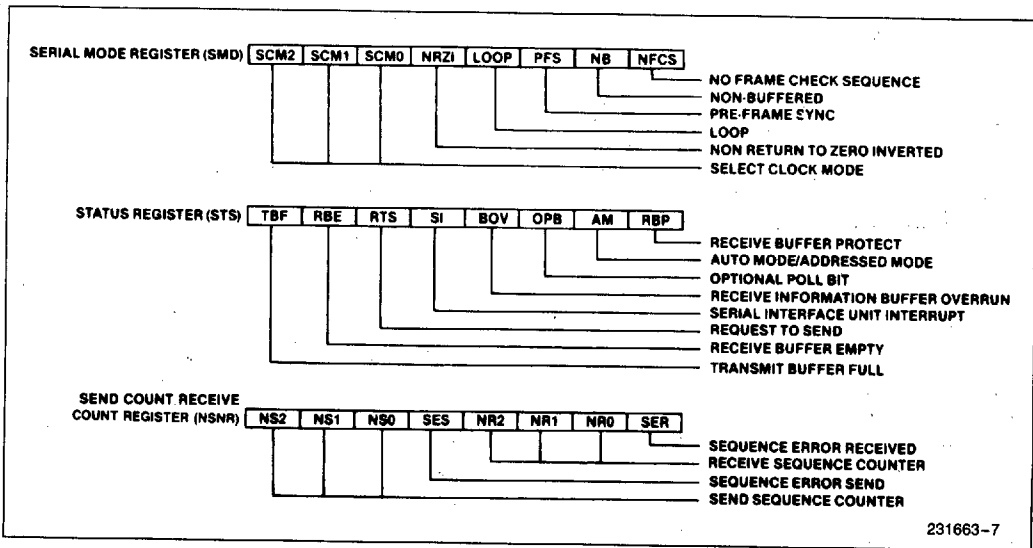 SERIAL MODE REGISTER (SMD) SCM2 SCM1 SCM0 NRZI LOOP PFS NB NFCS
NO FRAME CHECK SEQUENCE
NON-BUFFERED
PRE-FRAME SYNC
LOOP
NON RETURN TO ZERO INVERTED
SELECT CLOCK MODE
STATUS REGISTER (STS) TBF RBE RTS SI BOV OPB AM RBP
RECEIVE BUFFER PROTECT
AUTO MODE/ADDRESSED MODE
OPTIONAL POLL BIT
RECEIVE INFORMATION BUFFER OVERRUN
SERIAL INTERFACE UNIT INTERRUPT
REQUEST TO SEND
RECEIVE BUFFER EMPTY
TRANSMIT BUFFER FULL
SEND COUNT RECEIVE
COUNT REGISTER (NSNR) NS2 NS1 NS0 SES NR2 NR1 NR0 SER
SEQUENCE ERROR RECEIVED
RECEIVE SEQUENCE COUNTER
SEQUENCE ERROR SEND
SEND SEQUENCE COUNTER
231663-7